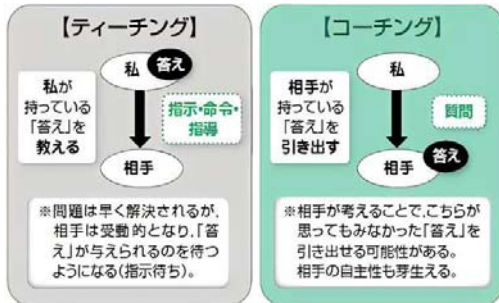 【ティーチング】
私
答え
私が
持っている
「答え」を
教える
指示・命令・
指導
相手
※問題は早く解決されるが、
相手は受動的となり、「答
え」が与えられるのを待つ
ようになる(指示待ち)。
【コーチング】
私
相手が
持っている
「答え」を
引き出す
質問
相手
答え
※相手が考えることで、こちらが
思ってもみなかった「答え」を
引き出せる可能性がある。
相手の自主性も芽生える。